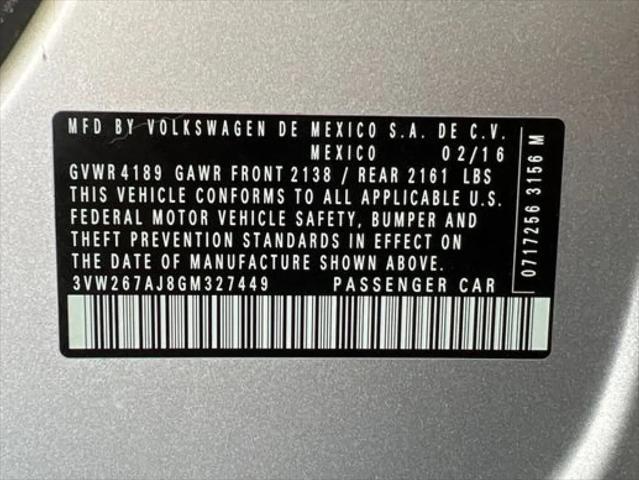 MFD BY VOLKSWAGEN DE MEXICO S.A. DE C.V.
MEXICO 02/16
GVWR 4189 GAWR FRONT 2138 / REAR 2161 LBS
THIS VEHICLE CONFORMS TO ALL APPLICABLE U.S.
FEDERAL MOTOR VEHICLE SAFETY, BUMPER AND
THEFT PREVENTION STANDARDS IN EFFECT ON
THE DATE OF MANUFACTURE SHOWN ABOVE.
3VW267AJ8GM327449 PASSENGER CAR
0717256 3156 M